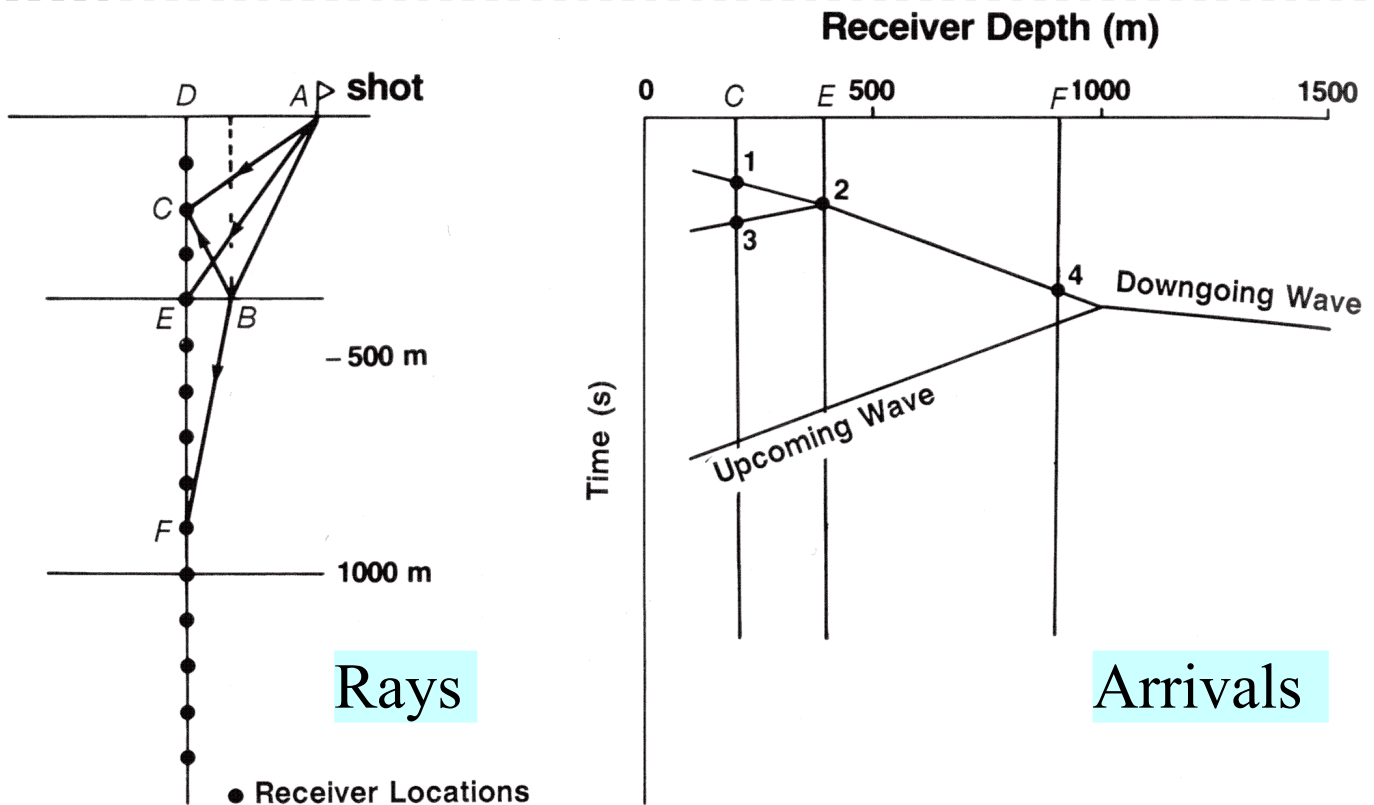 Receiver Depth (m)
D A shot
0 C E 500 F 1000 1500
1
2
C
3
4
Downgoing Wave
E B
– 500 m
Time (s)
Upcoming Wave
F
1000 m
Rays
Arrivals
Receiver Locations